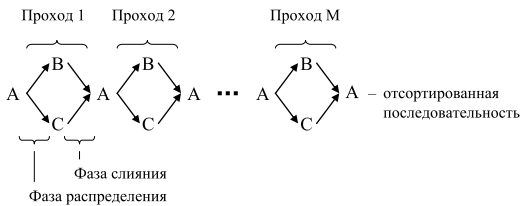 Проход 1 Проход 2 Проход M
B B B
A A A ... A A – отсортированная
последовательность
C C C
Фаза слияния
Фаза распределения